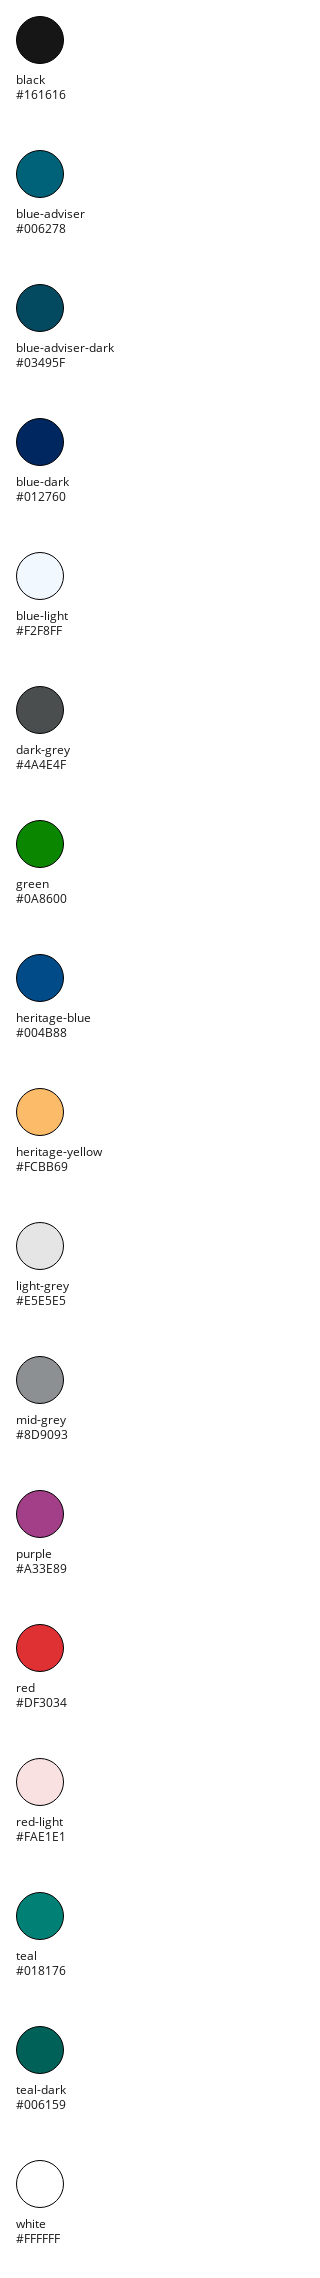 black
#161616
blue-adviser
#006278
blue-adviser-dark
#03495F
blue-dark
#012760
blue-light
#F2F8FF
dark-grey
#4A4E4F
green
#0A8600
heritage-blue
#004B88
heritage-yellow
#FCBB69
light-grey
#E5E5E5
mid-grey
#8D9093
purple
#A33E89
red
#DF3034
red-light
#FAE1E1
teal
#018176
teal-dark
#006159
white
#FFFFFF